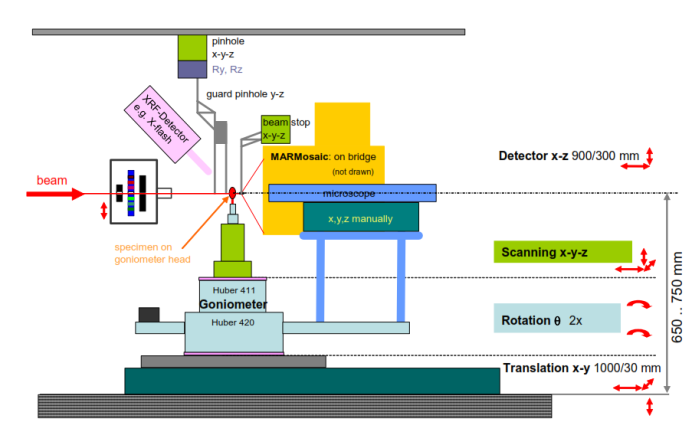 pinhole
x-y-z
Ry, Rz
guard pinhole y-z
XRF-Detector
e.g. X-flash
beam stop
x-y-z
MARMosaic: on bridge
(not drawn)
Detector x-z 900/300 mm
beam
microscope
x,y,z manually
specimen on
goniometer head
Scanning x-y-z
Huber 411
Goniometer
Huber 420
Rotation θ 2x
650 .. 750 mm
Translation x-y 1000/30 mm